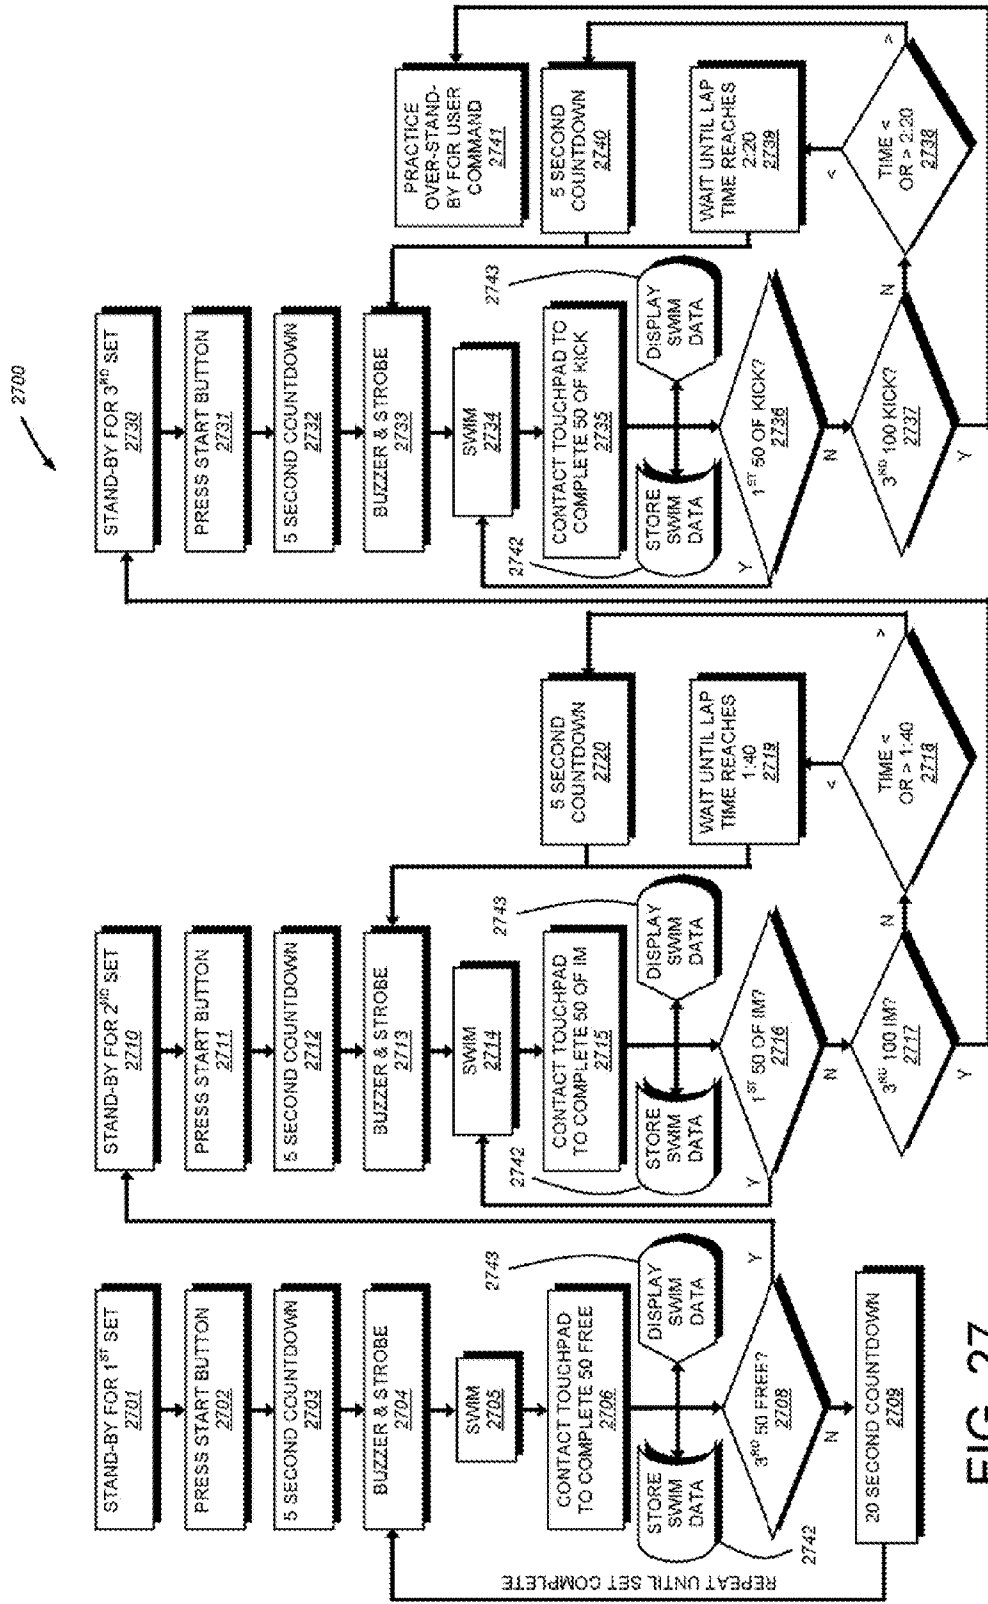 2700
STAND-BY FOR 1ST SET
2701
PRESS START BUTTON
2702
5 SECOND COUNTDOWN
2703
BUZZER & STROBE
2704
SWIM
2705
CONTACT TOUCHPAD
TO COMPLETE 50 FREE
2706
STORE
SWIM
DATA
2742
DISPLAY
SWIM
DATA
2743
3RD 50 FREE?
2708
Y
N
20 SECOND COUNTDOWN
2709
REPEAT UNTIL SET COMPLETE
STAND-BY FOR 2ND SET
2710
PRESS START BUTTON
2711
5 SECOND COUNTDOWN
2712
BUZZER & STROBE
2713
SWIM
2714
CONTACT TOUCHPAD
TO COMPLETE 50 OF IM
2715
2742
STORE
SWIM
DATA
DISPLAY
SWIM
DATA
2743
1ST 50 OF IM?
2716
Y
N
3RD 100 IM?
2717
N
Y
TIME <
OR > 1:40
2718
<
>
WAIT UNTIL LAP
TIME REACHES
1:40
2719
5 SECOND
COUNTDOWN
2720
STAND-BY FOR 3RD SET
2730
PRESS START BUTTON
2731
5 SECOND COUNTDOWN
2732
BUZZER & STROBE
2733
SWIM
2734
CONTACT TOUCHPAD TO
COMPLETE 50 OF KICK
2735
2742
STORE
SWIM
DATA
DISPLAY
SWIM
DATA
2743
1ST 50 OF KICK?
2736
Y
N
3RD 100 KICK?
2737
N
Y
TIME <
OR > 2:20
2738
<
>
WAIT UNTIL LAP
TIME REACHES
2:20
2739
5 SECOND
COUNTDOWN
2740
PRACTICE
OVER-STAND-
BY FOR USER
COMMAND
2741
FIG. 27